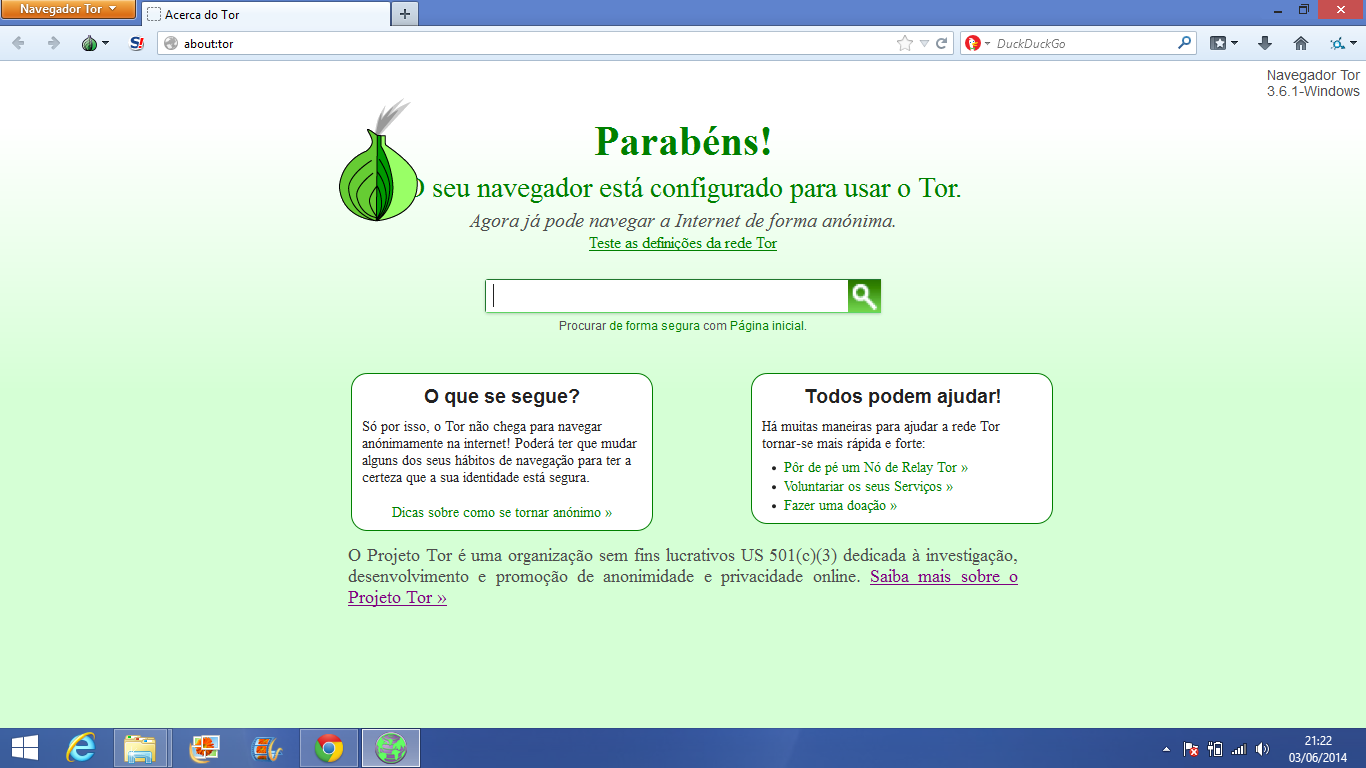 Navegador Tor
Acerca do Tor
S!
about:tor
DuckDuckGo
Navegador Tor
3.6.1-Windows
Parabéns!
O seu navegador está configurado para usar o Tor.
Agora já pode navegar a Internet de forma anónima.
Teste as definições da rede Tor
Procurar de forma segura com Página inicial.
O que se segue?
Só por isso, o Tor não chega para navegar
anónimamente na internet! Poderá ter que mudar
alguns dos seus hábitos de navegação para ter a
certeza que a sua identidade está segura.
Dicas sobre como se tornar anónimo »
Todos podem ajudar!
Há muitas maneiras para ajudar a rede Tor
tornar-se mais rápida e forte:
Pôr de pé um Nó de Relay Tor »
Voluntariar os seus Serviços »
Fazer uma doação »
O Projeto Tor é uma organização sem fins lucrativos US 501(c)(3) dedicada à investigação,
desenvolvimento e promoção de anonimidade e privacidade online. Saiba mais sobre o
Projeto Tor »
21:22
03/06/2014